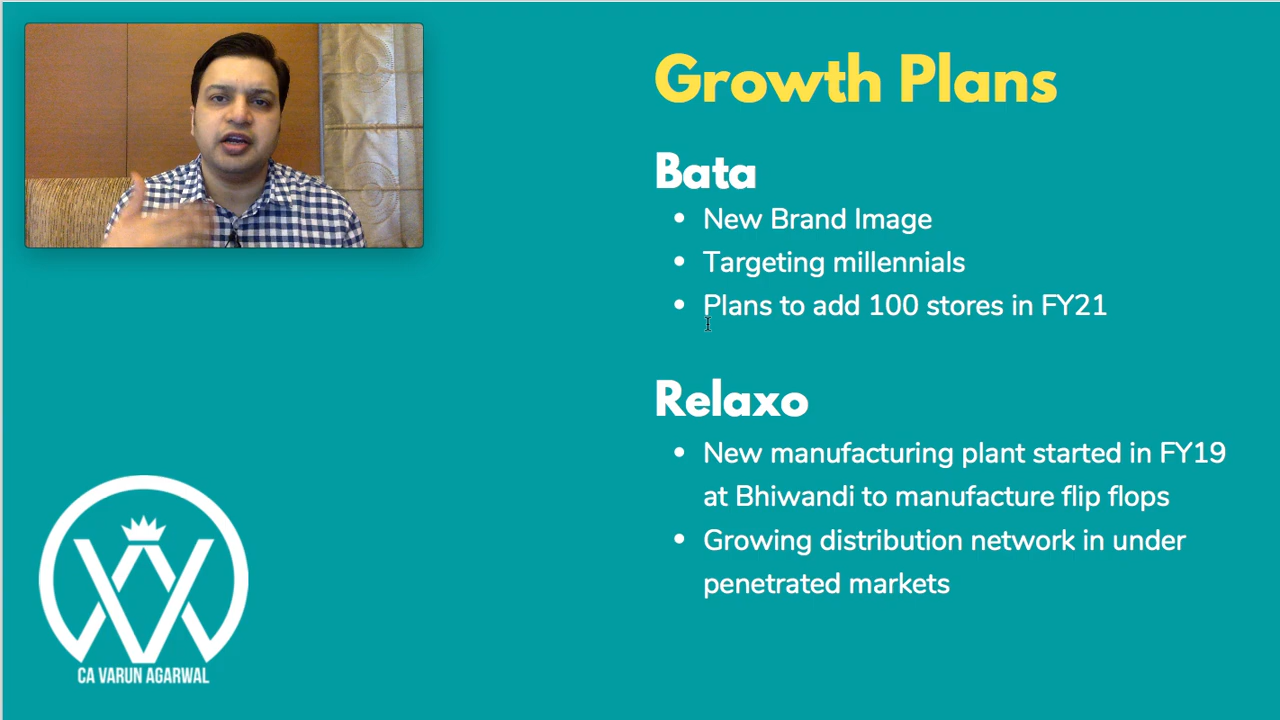 Growth Plans
Bata
• New Brand Image
• Targeting millennials
• Plans to add 100 stores in FY21
Relaxo
• New manufacturing plant started in FY19
at Bhiwandi to manufacture flip flops
• Growing distribution network in under
penetrated markets
CA VARUN AGARWAL